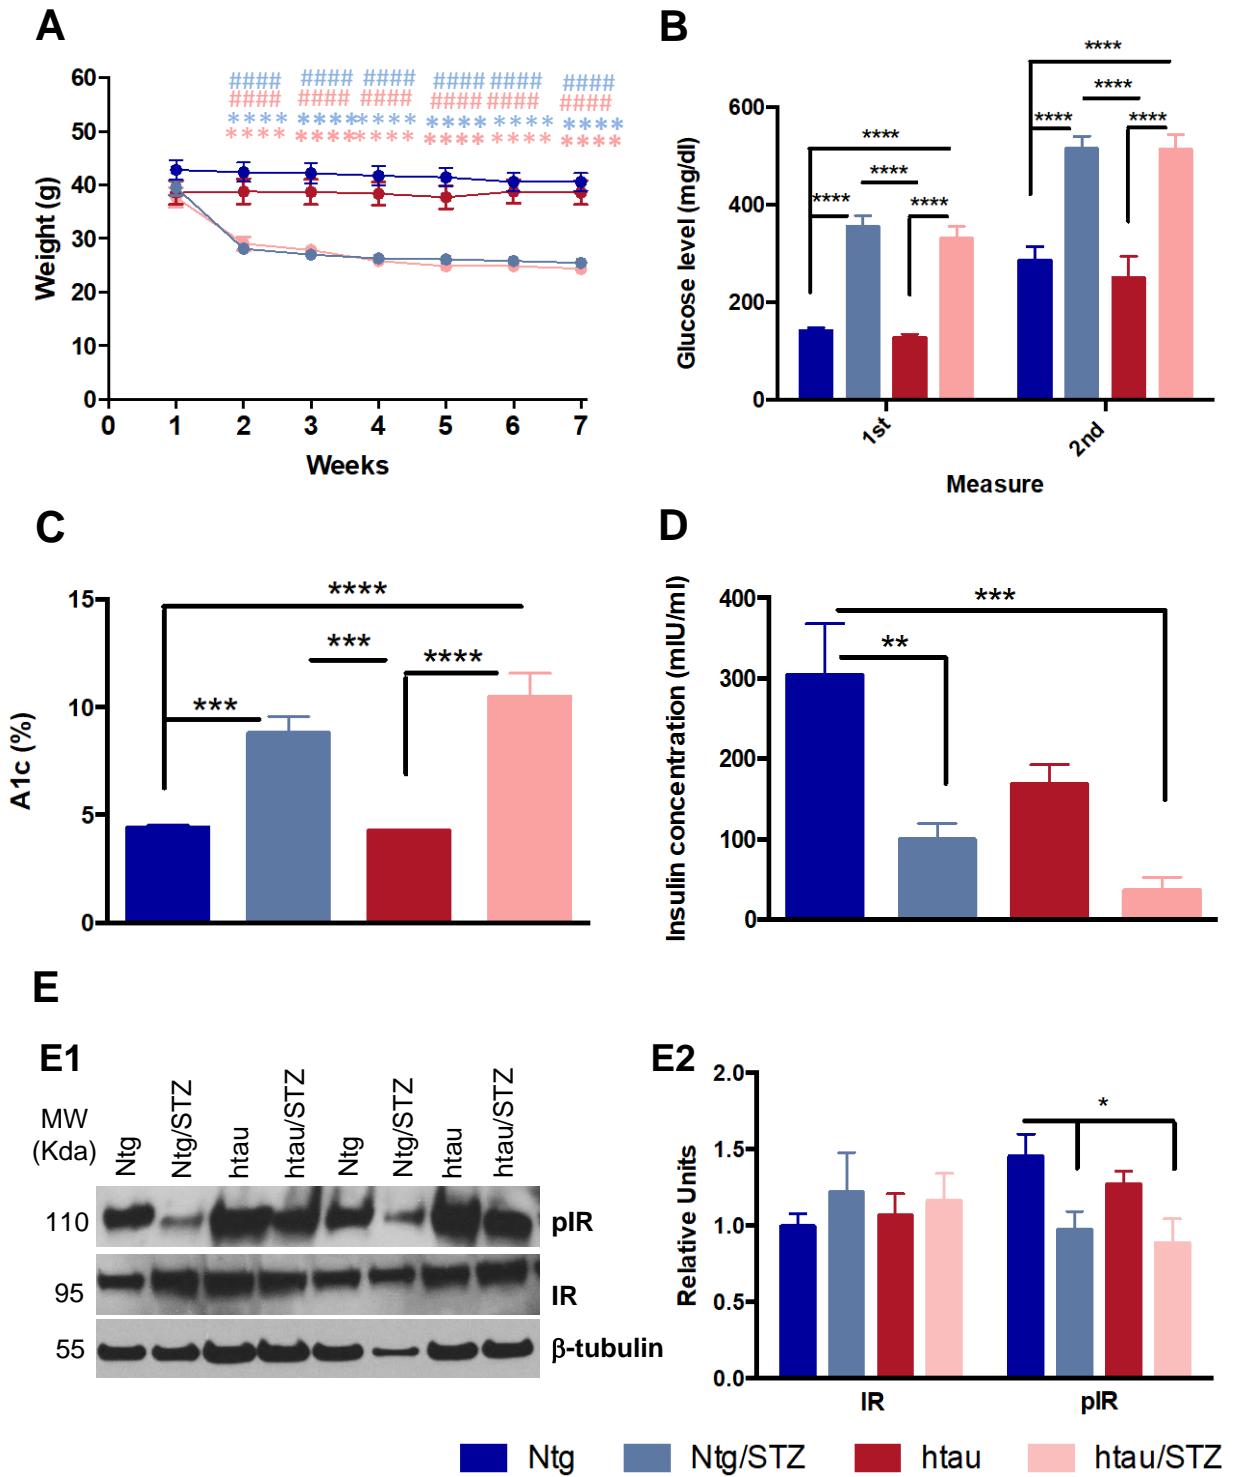 A
B
####
####
####
####
####
####
####
####
####
####
####
####
****
****
****
****
****
****
****
****
****
****
****
****
60
50
40
30
20
10
0
0
1
2
3
4
5
6
7
Weight (g)
Weeks
****
****
****
****
****
****
****
****
600
400
200
0
Glucose level (mg/dl)
1st
2nd
Measure
C
D
15
10
5
0
A1c (%)
****
***
****
***
400
300
200
100
0
Insulin concentration (mIU/ml)
***
**
E
E1
MW
(Kda)
Ntg
Ntg/STZ
htau
htau/STZ
Ntg
Ntg/STZ
htau
htau/STZ
110
pIR
95
IR
55
β-tubulin
E2
2.0
1.5
1.0
0.5
0.0
Relative Units
*
IR
pIR
Ntg
Ntg/STZ
htau
htau/STZ